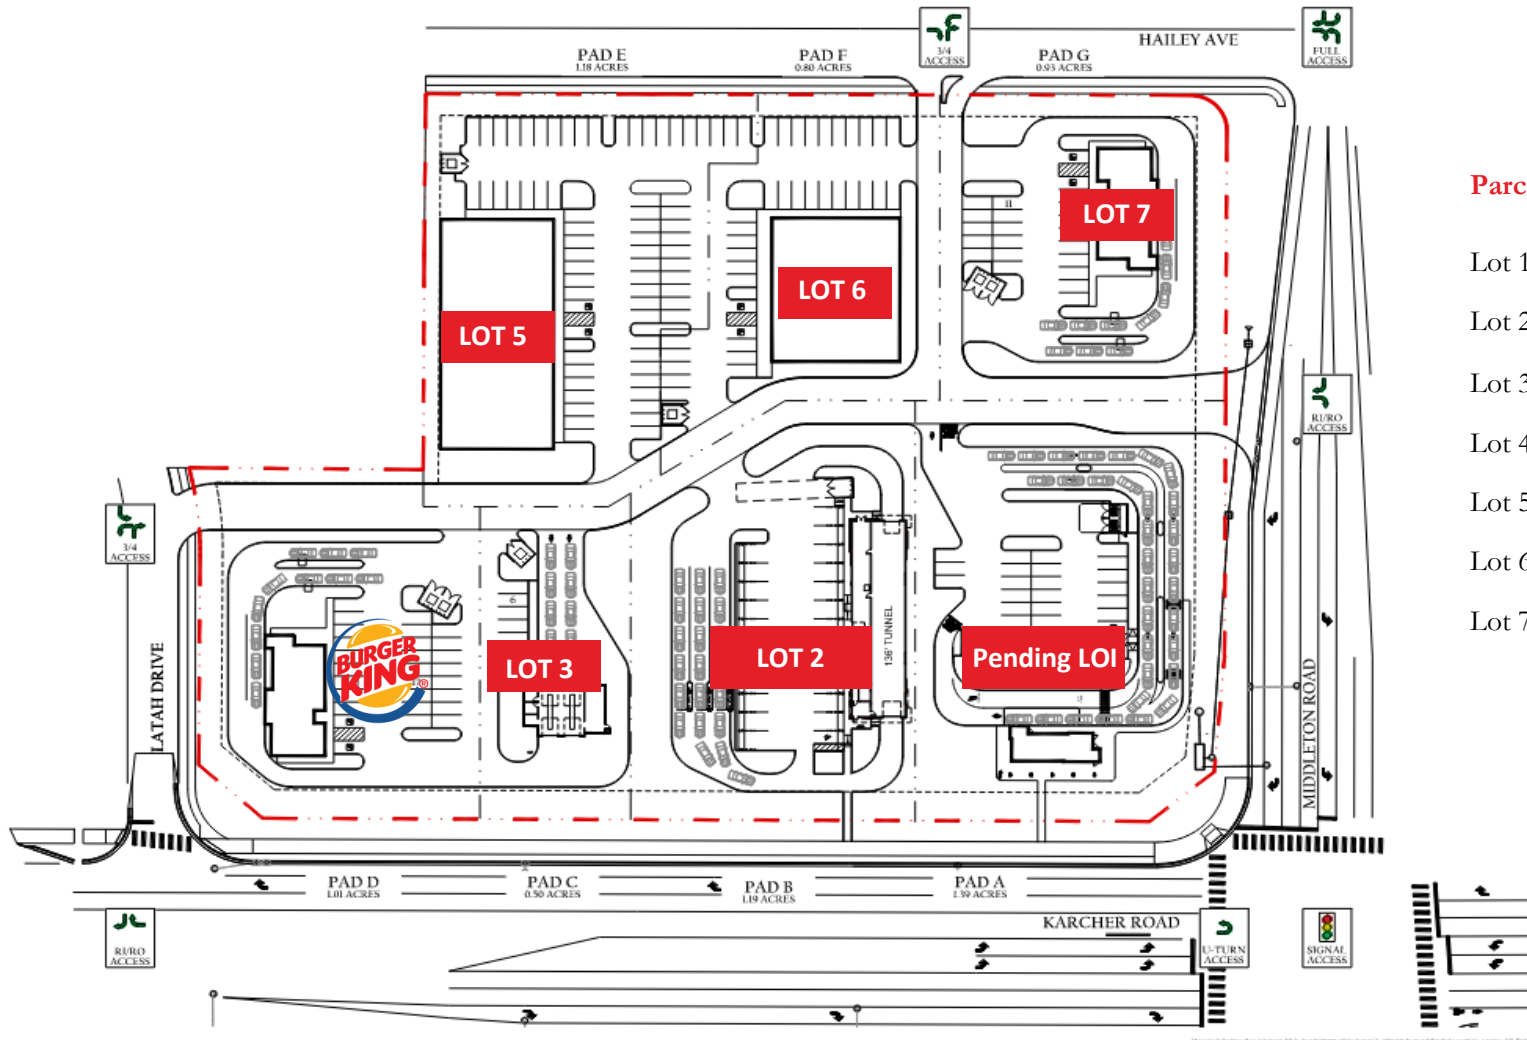 HAILEY AVE
3/4
ACCESS
FULL
ACCESS
PAD E
1.18 ACRES
PAD F
0.80 ACRES
PAD G
0.93 ACRES
Parc
LOT 7
11
LOT 6
LOT 5
Lot 1
Lot 2
Lot 3
Lot 4
Lot 5
Lot 6
Lot 7
RI/RO
ACCESS
3/4
ACCESS
6
BURGER
KING
®
LOT 3
LOT 2
136' TUNNEL
Pending LOI
LATAH DRIVE
MIDDLETON ROAD
PAD D
1.01 ACRES
PAD C
0.50 ACRES
PAD B
1.19 ACRES
PAD A
1.39 ACRES
KARCHER ROAD
RI/RO
ACCESS
U-TURN
ACCESS
SIGNAL
ACCESS